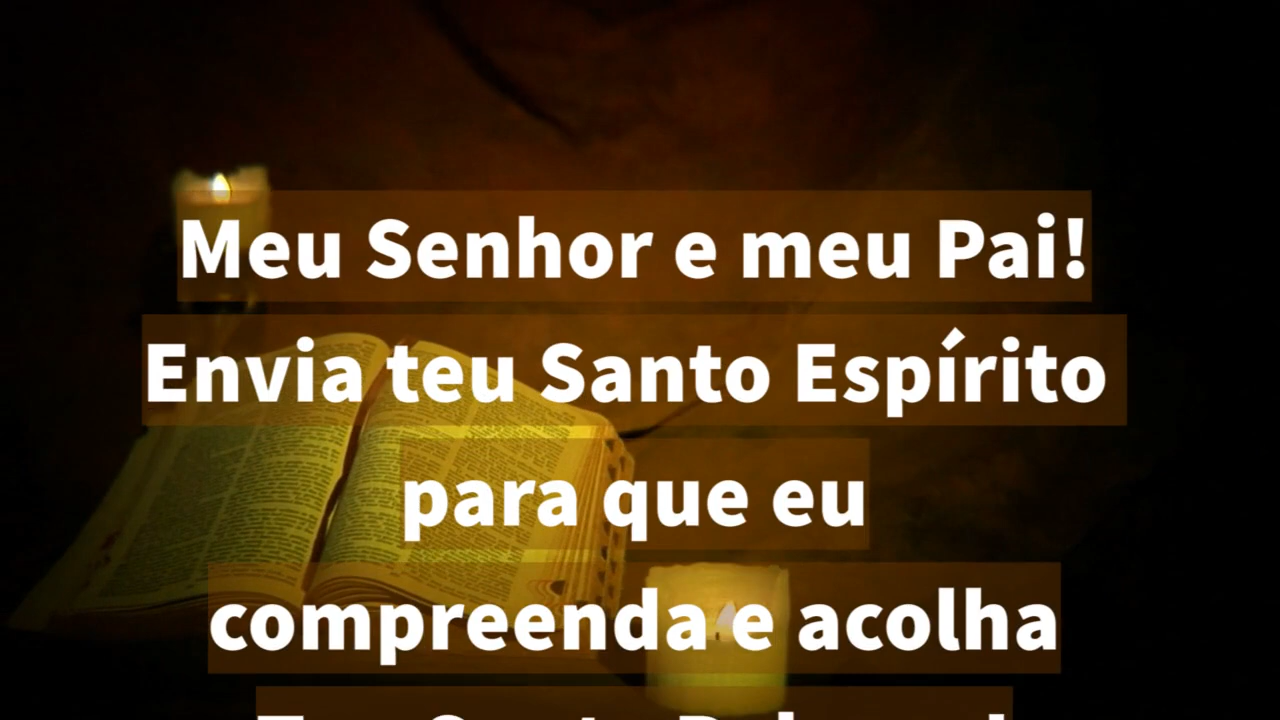 Meu Senhor e meu Pai!
Envia teu Santo Espírito
para que eu
compreenda e acolha